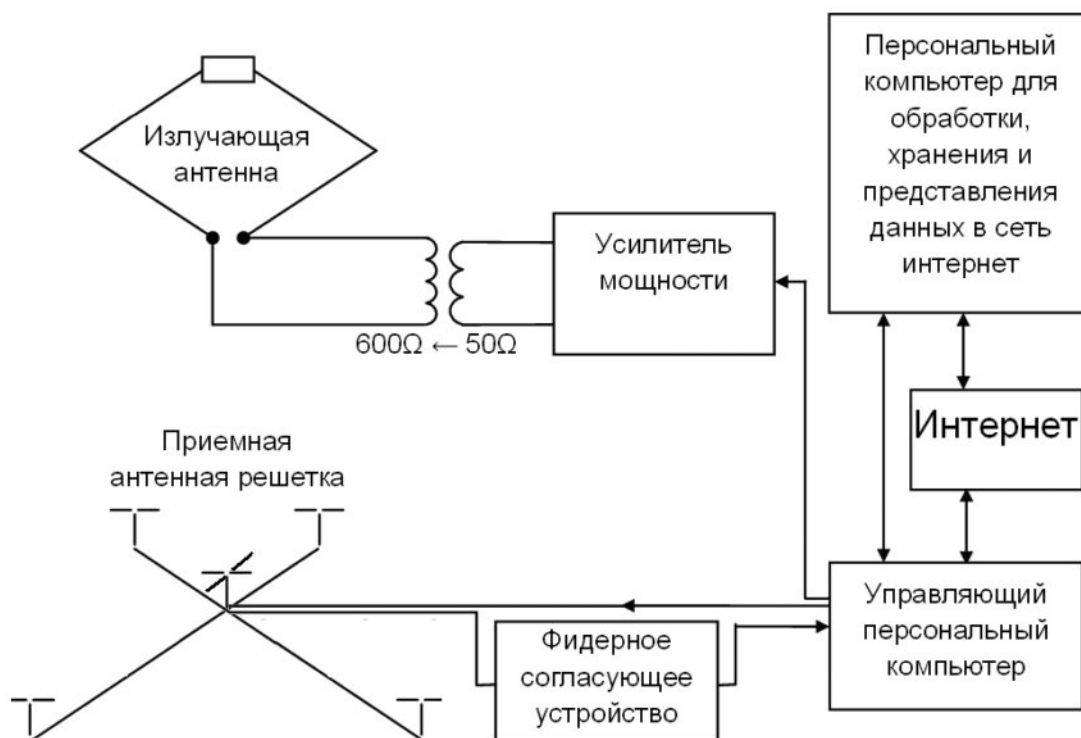 Излучающая
антенна
Усилитель
мощности
600Ω ← 50Ω
Персональный
компьютер для
обработки,
хранения и
представления
данных в сеть
интернет
Интернет
Приемная
антенная решетка
Фидерное
согласующее
устройство
Управляющий
персональный
компьютер